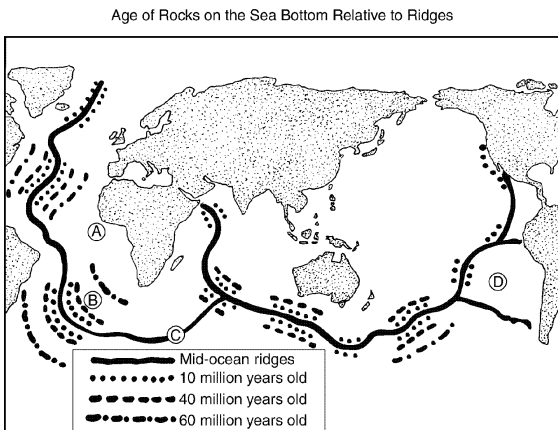 Age of Rocks on the Sea Bottom Relative to Ridges
A
B
C
D
Mid-ocean ridges
10 million years old
40 million years old
60 million years old